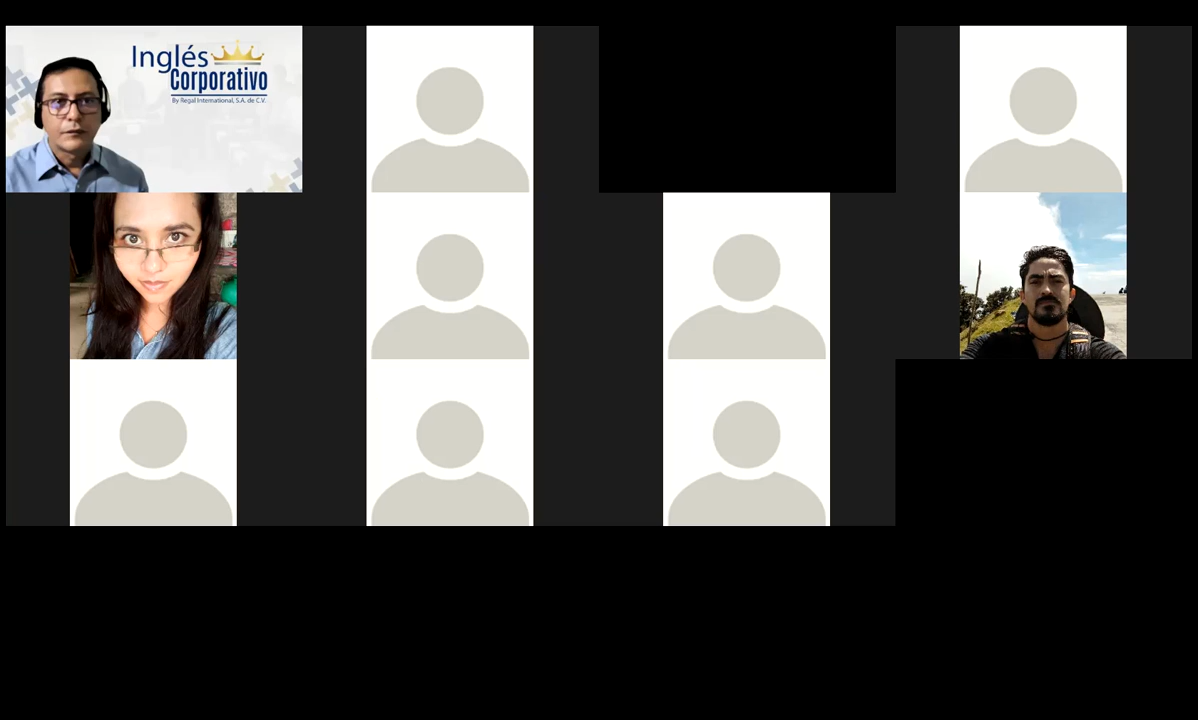 Inglés
Corporativo
By Regal International, S.A. de C.V.